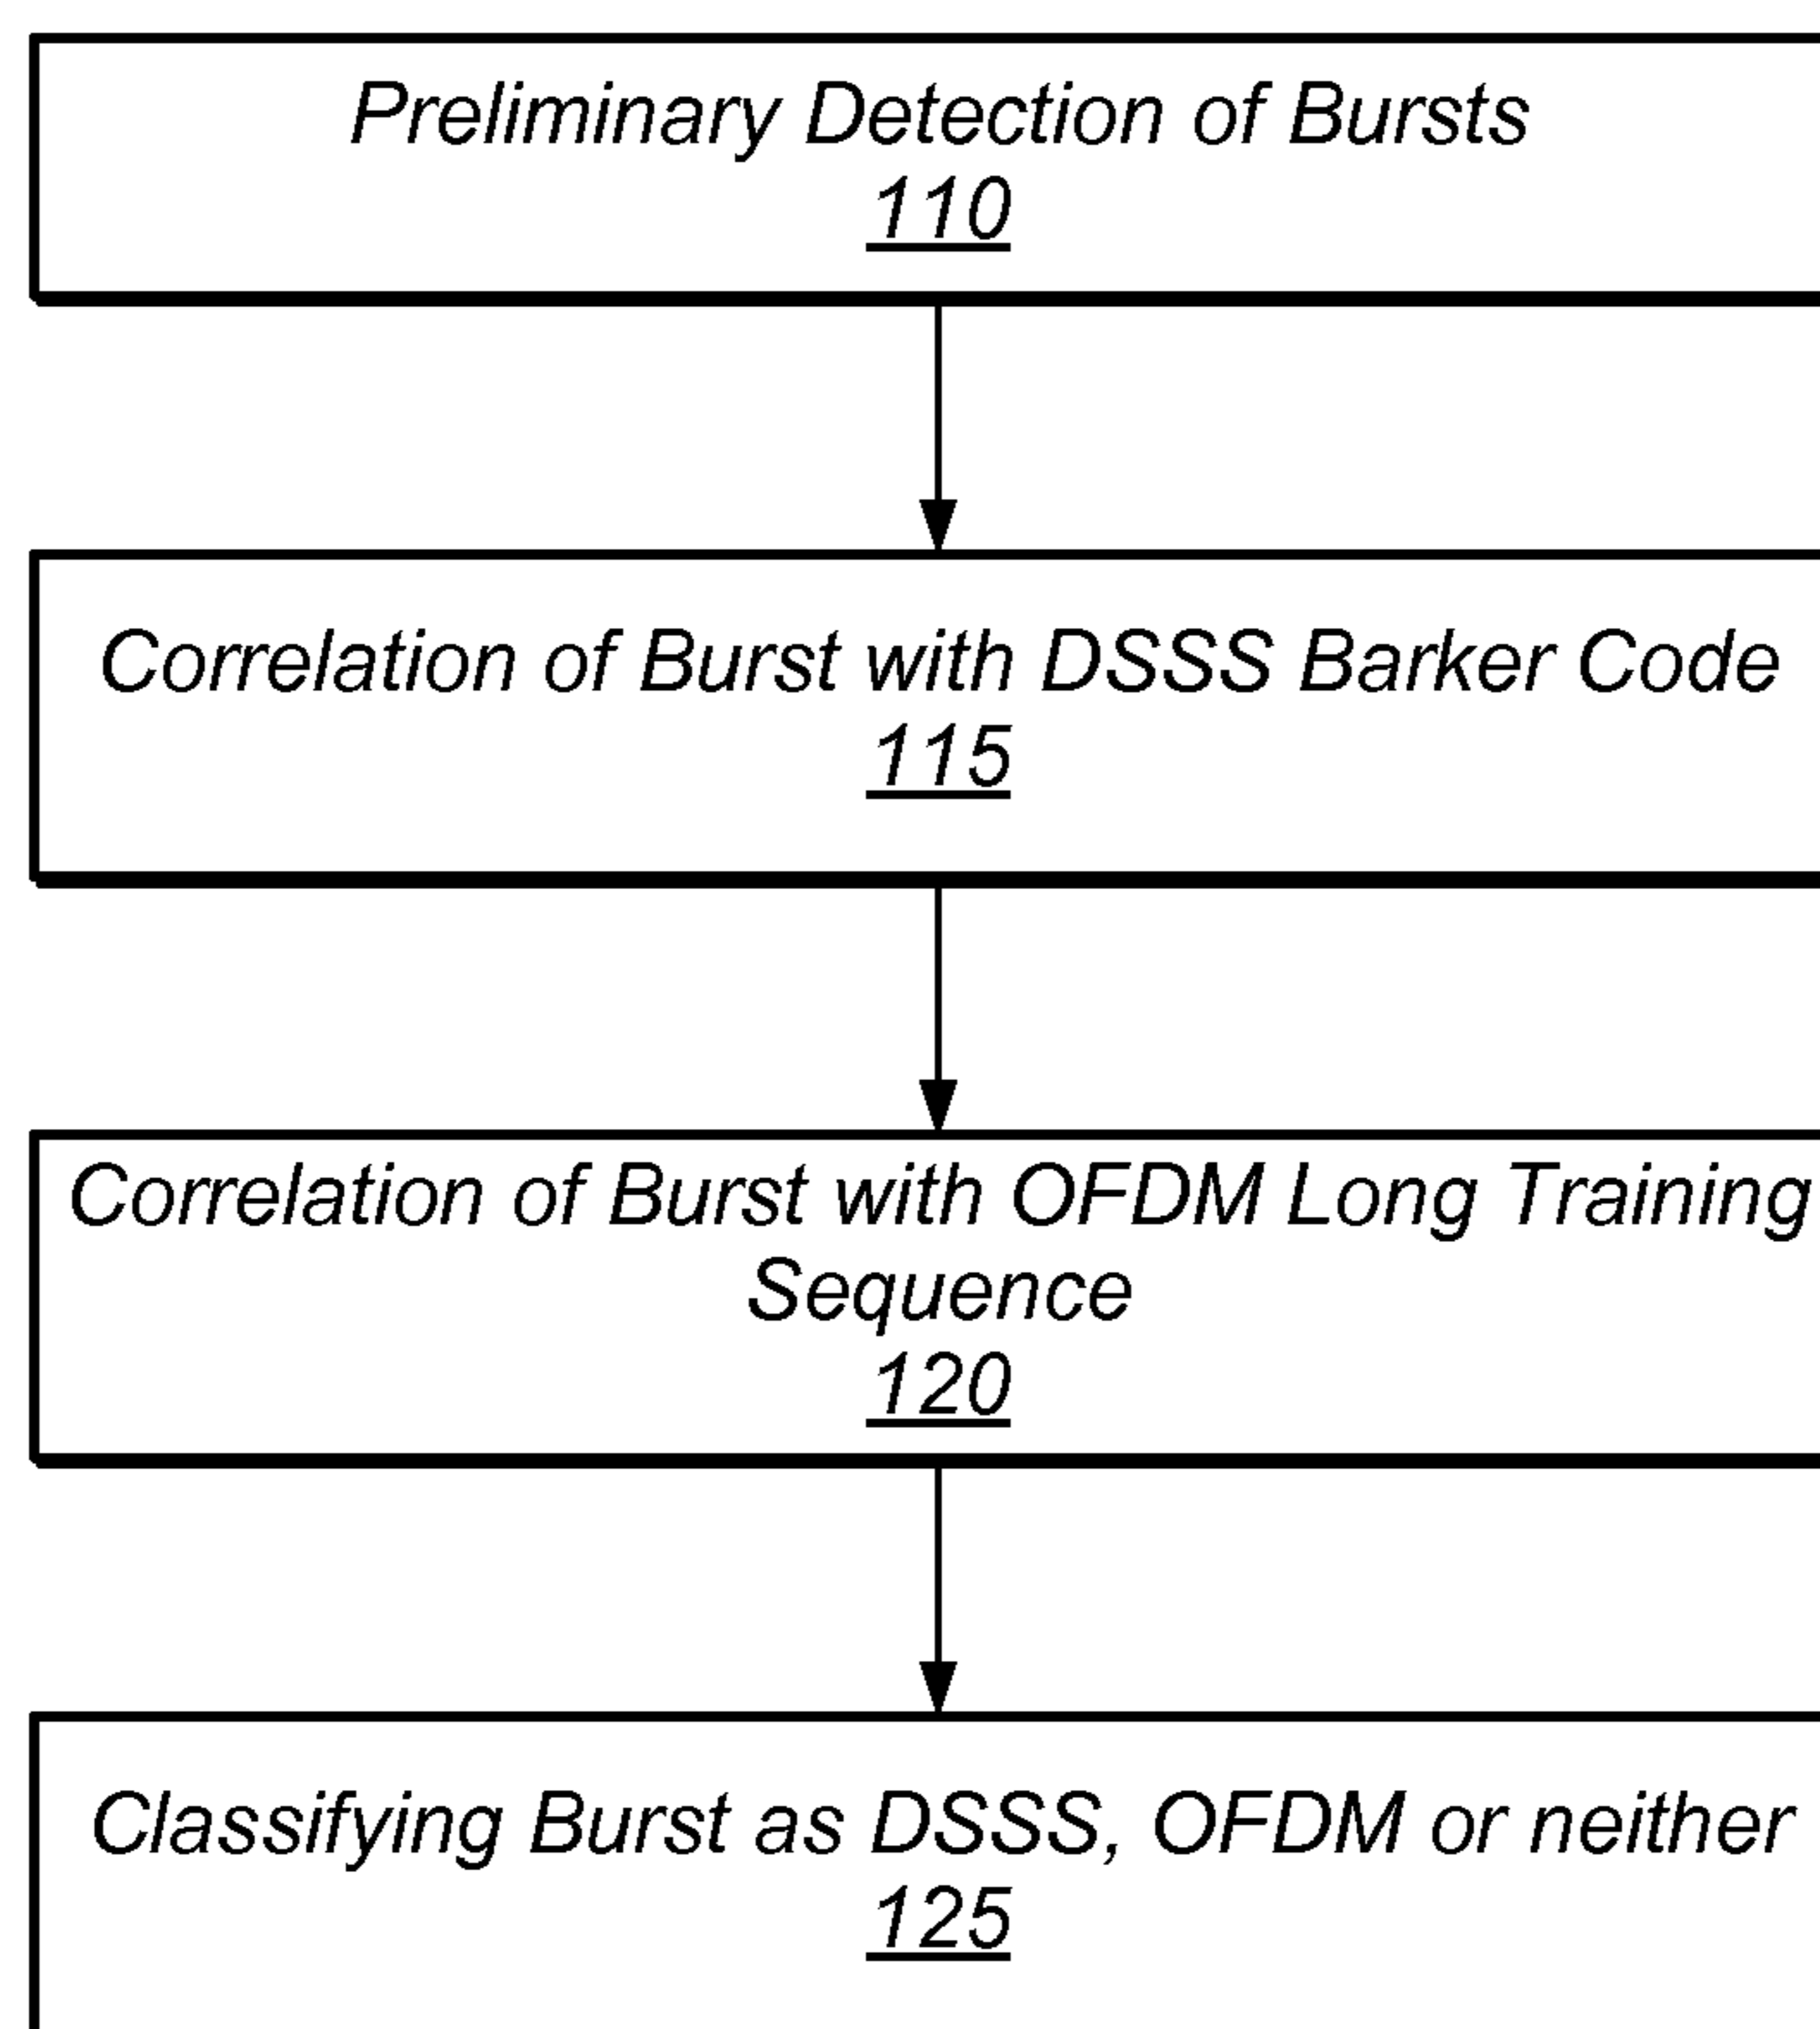 Preliminary Detection of Bursts
110
Correlation of Burst with DSSS Barker Code
115
Correlation of Burst with OFDM Long Training
Sequence
120
Classifying Burst as DSSS, OFDM or neither
125